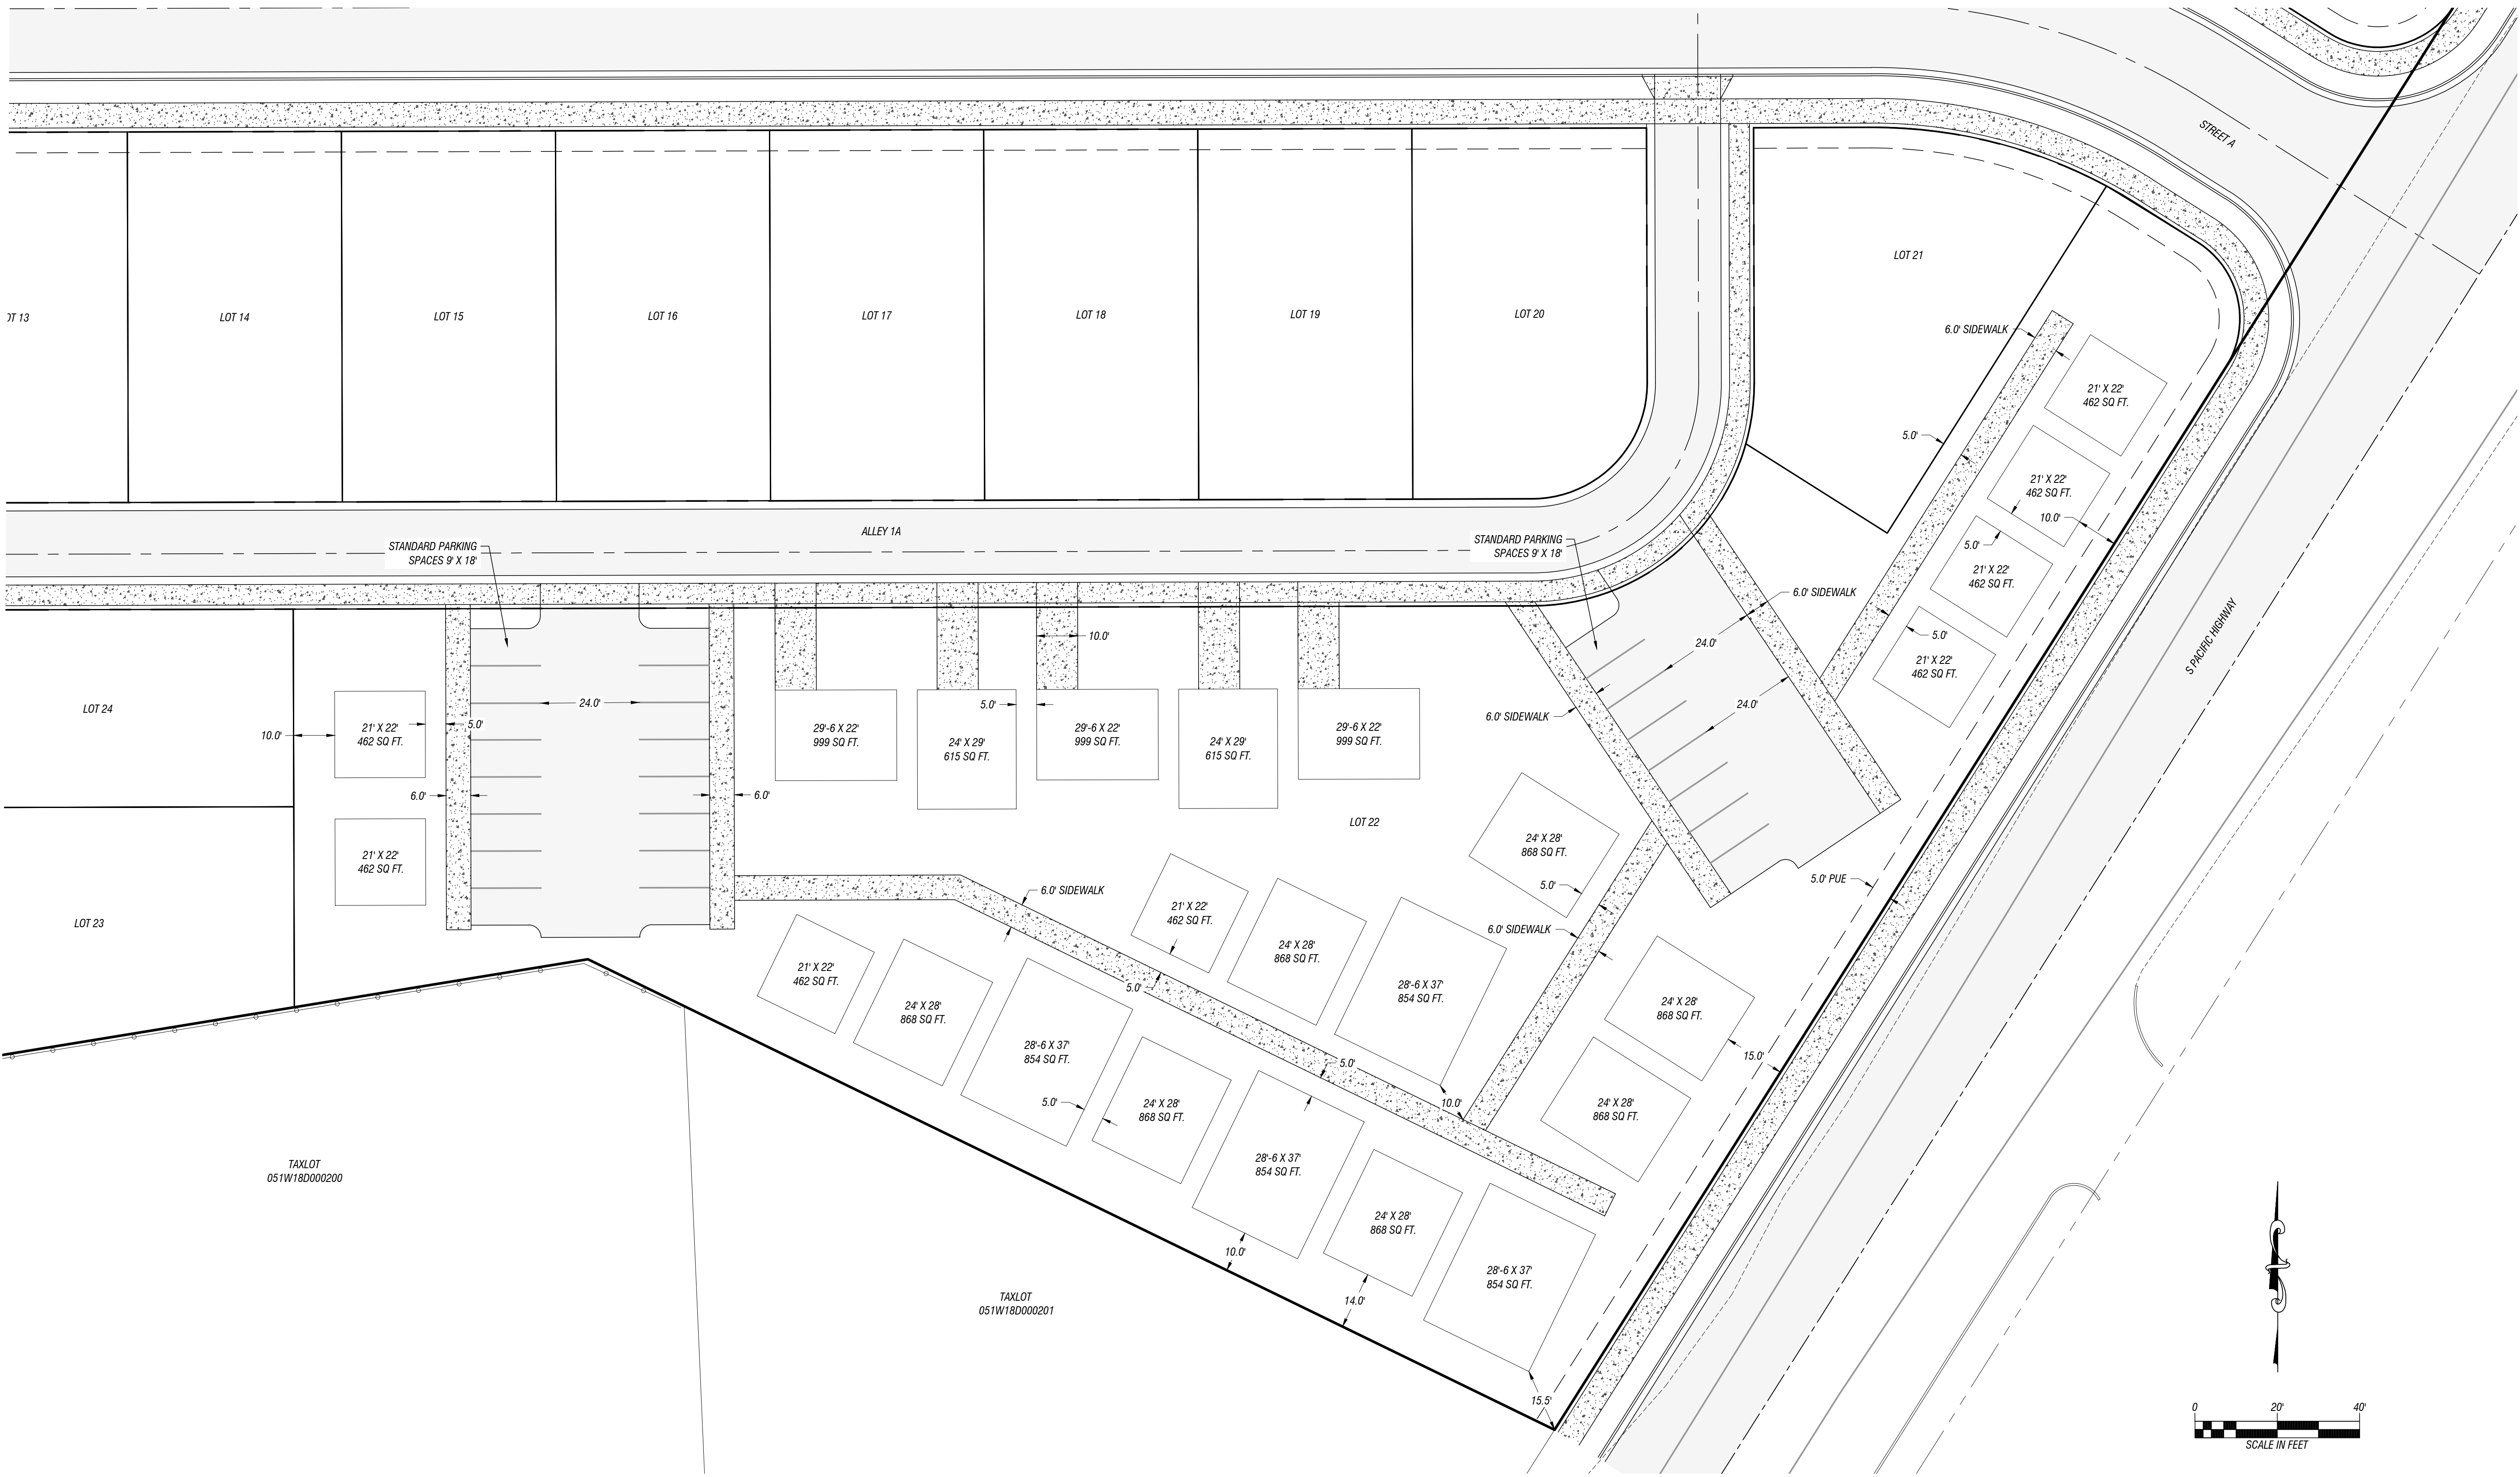 STREET A
LOT 21
OT 13
LOT 14
LOT 15
LOT 16
LOT 17
LOT 18
LOT 19
LOT 20
6.0' SIDEWALK
21' X 22'
462 SQ FT.
5.0'
21' X 22'
462 SQ FT.
10.0'
5.0'
21' X 22'
462 SQ FT.
5.0'
21' X 22'
462 SQ FT.
S PACIFIC HIGHWAY
ALLEY 1A
STANDARD PARKING
SPACES 9' X 18'
STANDARD PARKING
SPACES 9' X 18'
6.0' SIDEWALK
24.0'
24.0'
6.0' SIDEWALK
10.0'
LOT 24
10.0'
21' X 22'
462 SQ FT.
5.0'
24.0'
6.0'
6.0'
29'-6 X 22'
999 SQ FT.
24' X 29'
615 SQ FT.
5.0'
29'-6 X 22'
999 SQ FT.
24' X 29'
615 SQ FT.
29'-6 X 22'
999 SQ FT.
LOT 22
21' X 22'
462 SQ FT.
LOT 23
24' X 28'
868 SQ FT.
5.0'
5.0' PUE
6.0' SIDEWALK
6.0' SIDEWALK
21' X 22'
462 SQ FT.
24' X 28'
868 SQ FT.
28'-6 X 37'
854 SQ FT.
5.0'
21' X 22'
462 SQ FT.
24' X 28'
868 SQ FT.
28'-6 X 37'
854 SQ FT.
5.0'
24' X 28'
868 SQ FT.
5.0'
10.0'
24' X 28'
868 SQ FT.
15.0'
24' X 28'
868 SQ FT.
28'-6 X 37'
854 SQ FT.
10.0'
24' X 28'
868 SQ FT.
14.0'
28'-6 X 37'
854 SQ FT.
15.5'
TAXLOT
051W18D000200
TAXLOT
051W18D000201
0 20' 40'
SCALE IN FEET